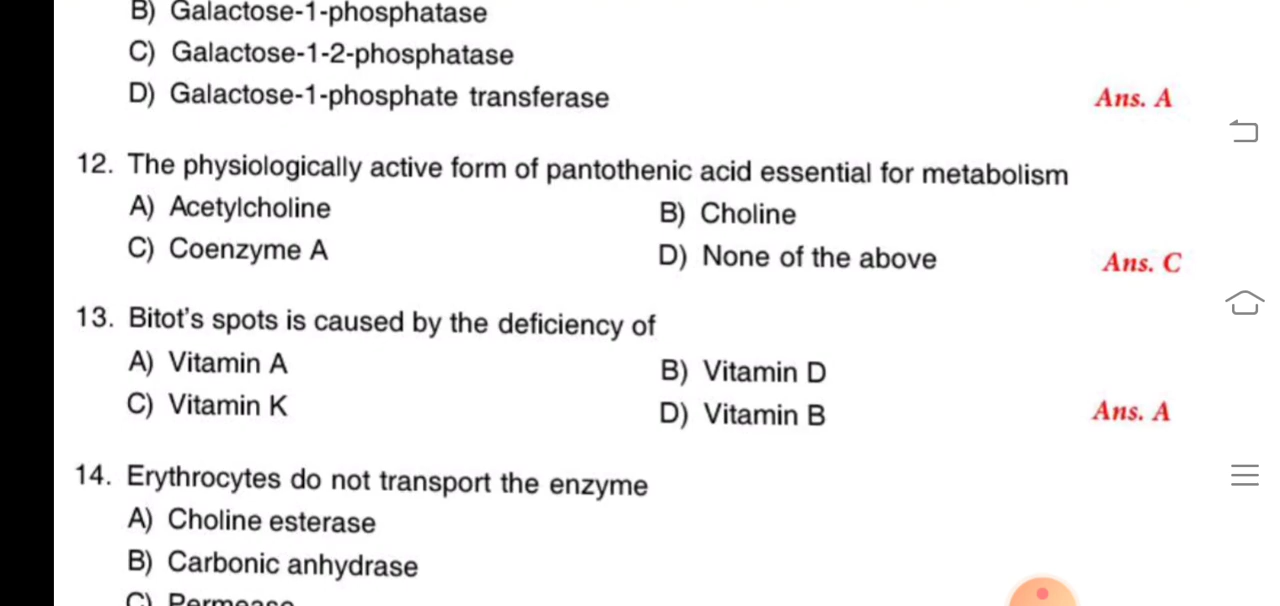 B) Galactose-1-phosphatase
C) Galactose-1-2-phosphatase
D) Galactose-1-phosphate transferase
Ans. A
12. The physiologically active form of pantothenic acid essential for metabolism
A) Acetylcholine
B) Choline
C) Coenzyme A
D) None of the above
Ans. C
13. Bitot's spots is caused by the deficiency of
A) Vitamin A
B) Vitamin D
C) Vitamin K
D) Vitamin B
Ans. A
14. Erythrocytes do not transport the enzyme
A) Choline esterase
B) Carbonic anhydrase
C) Permease